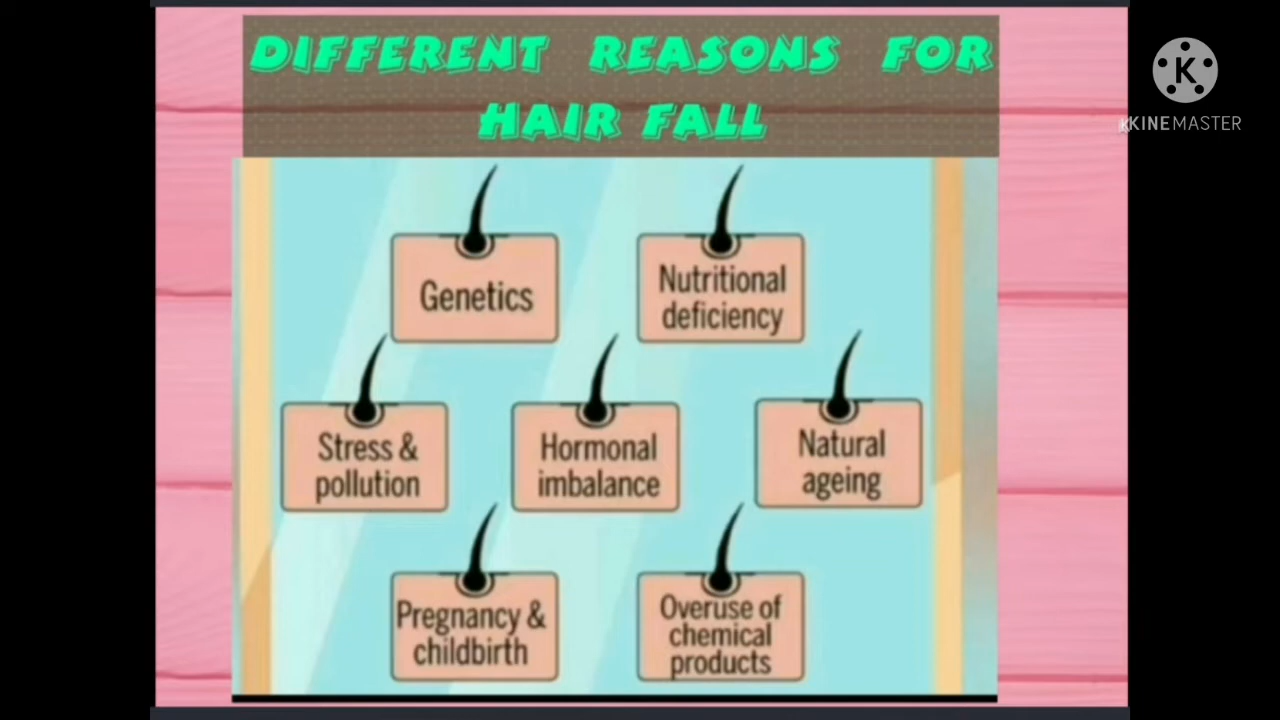 DIFFERENT REASONS FOR
HAIR FALL
K
KINEMASTER
Genetics
Nutritional
deficiency
Stress &
pollution
Hormonal
imbalance
Natural
ageing
Pregnancy &
childbirth
Overuse of
chemical
products